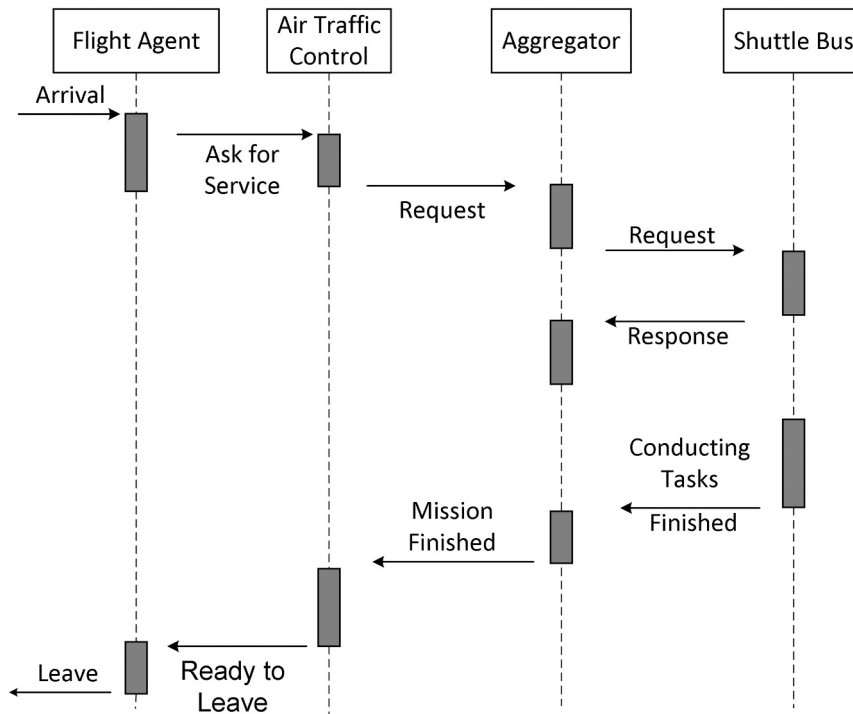 Flight Agent
Air Traffic
Control
Aggregator
Shuttle Bus
Arrival
Ask for
Service
Request
Request
Response
Conducting
Tasks
Finished
Mission
Finished
Ready to
Leave
Leave